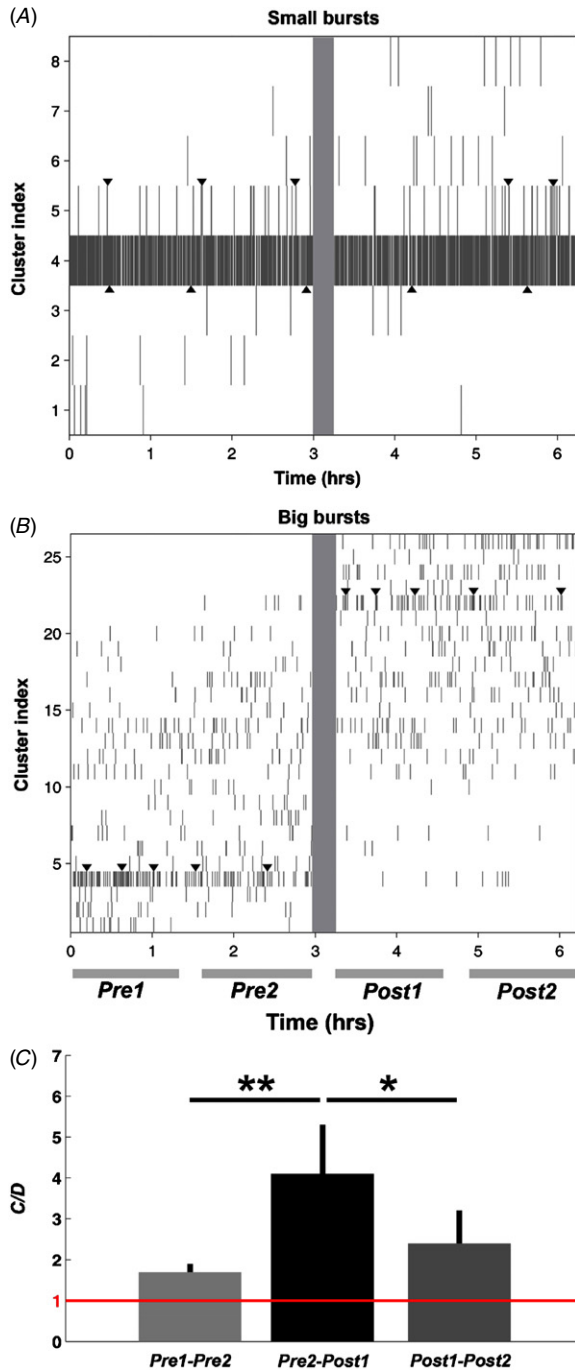 (A)
Small bursts
8
7
6
5
4
3
2
1
Cluster index
0 1 2 3 4 5 6
Time (hrs)
(B)
Big bursts
25
20
15
10
5
Cluster index
0 1 2 3 4 5 6
Pre1 Pre2 Post1 Post2
Time (hrs)
(C)
7
6
5
4
3
2
1
0
C/D
** *
Pre1-Pre2 Pre2-Post1 Post1-Post2